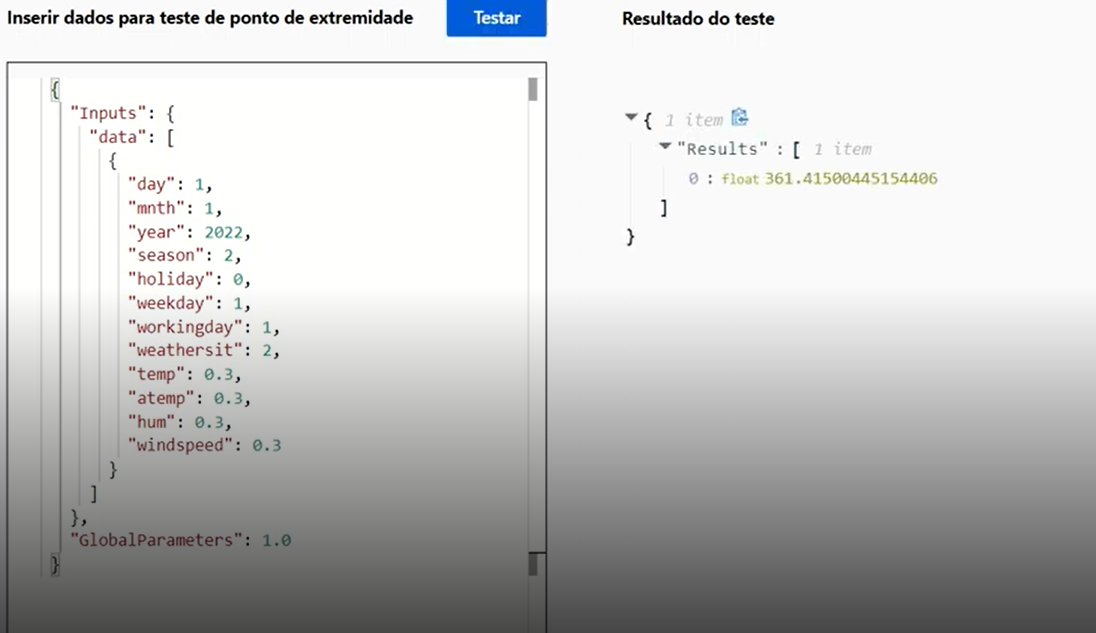 Inserir dados para teste de ponto de extremidade
Testar
{
"Inputs": {
"data": [
{
"day": 1,
"mnth": 1,
"year": 2022,
"season": 2,
"holiday": 0,
"weekday": 1,
"workingday": 1,
"weathersit": 2,
"temp": 0.3,
"atemp": 0.3,
"hum": 0.3,
"windspeed": 0.3
}
]
},
"GlobalParameters": 1.0
}
Resultado do teste
{ 1 item
"Results" : [ 1 item
0 : float 361.41500445154406
]
}